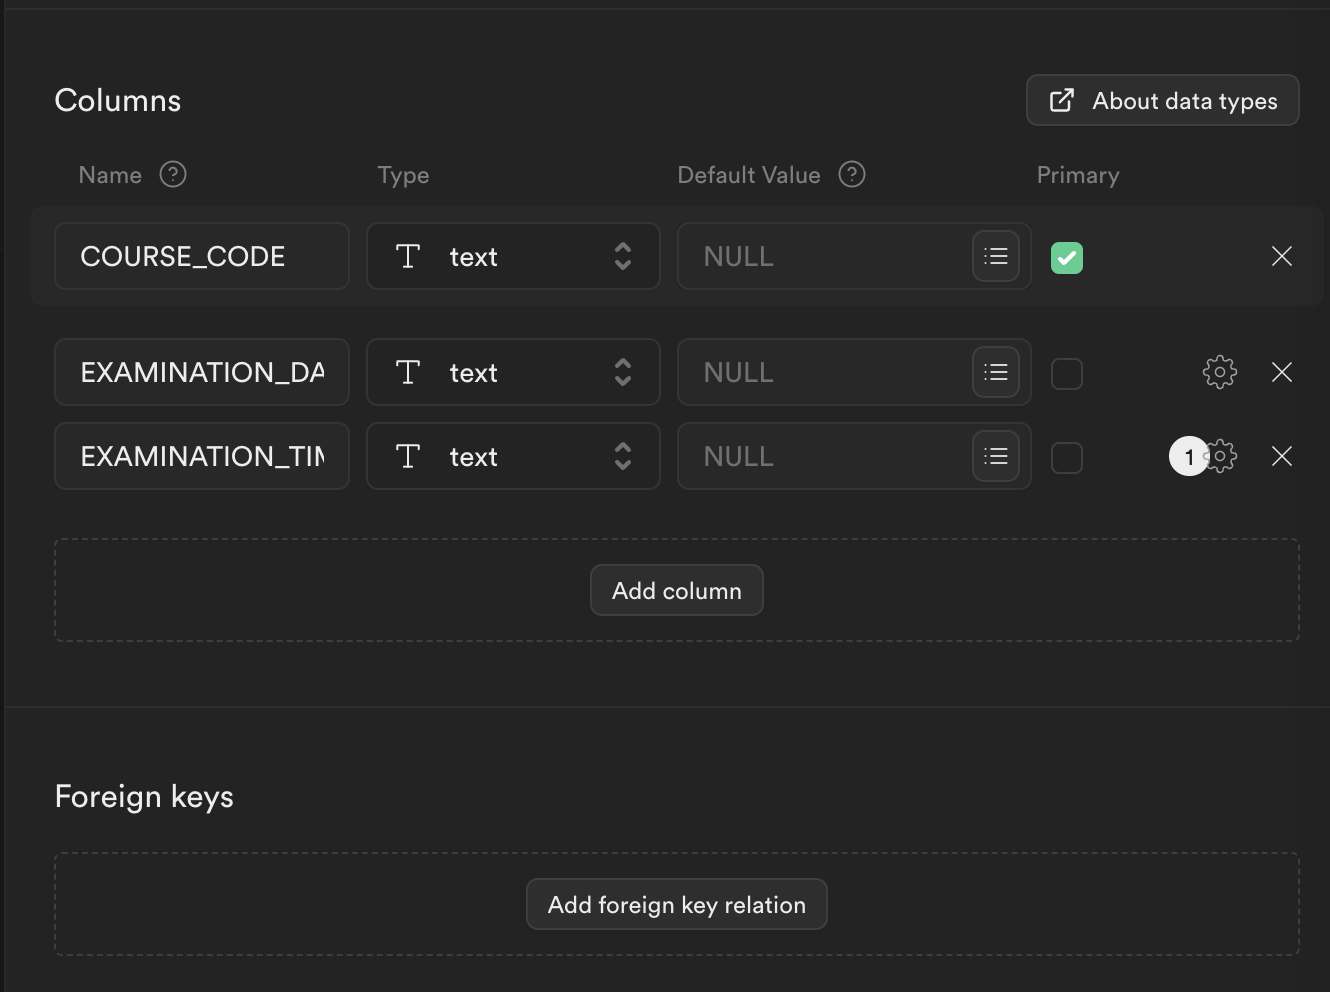 Columns
About data types
Name ? Type Default Value ? Primary
COURSE_CODE text NULL
EXAMINATION_DA text NULL
EXAMINATION_TIM text NULL 1
Add column
Foreign keys
Add foreign key relation